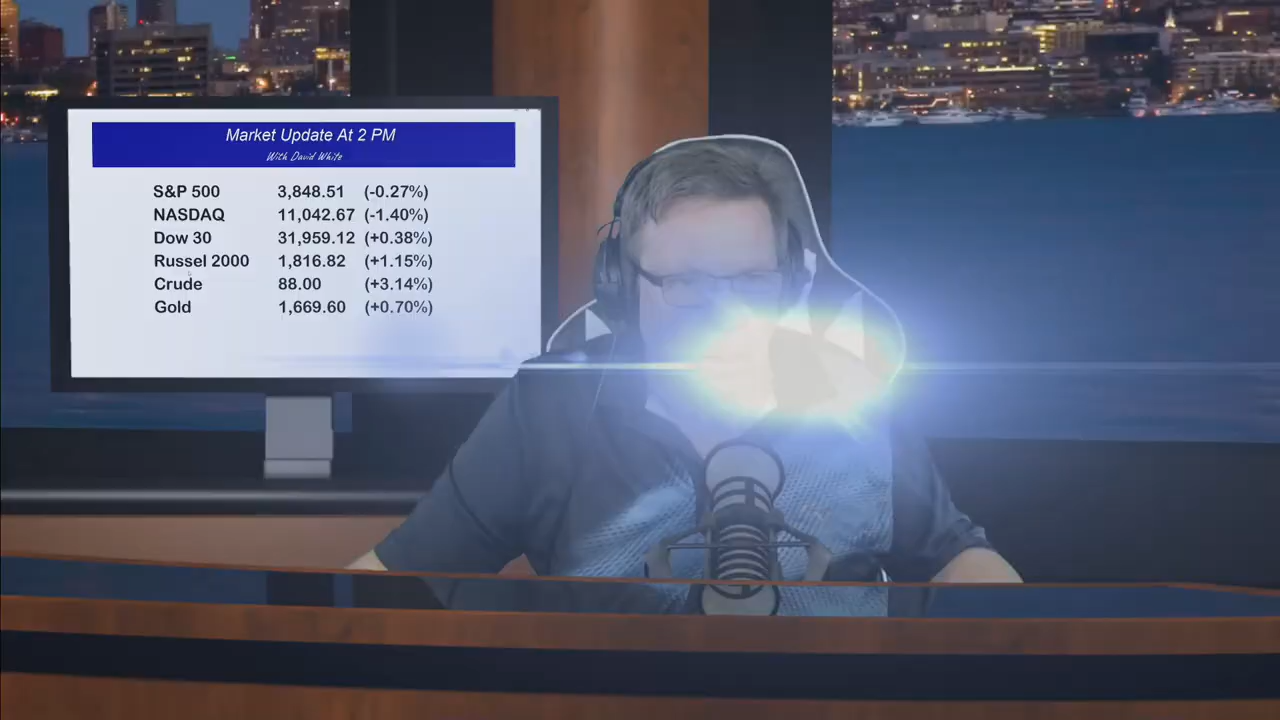 Market Update At 2 PM
With David White
S&P 500 3,848.51 (-0.27%)
NASDAQ 11,042.67 (-1.40%)
Dow 30 31,959.12 (+0.38%)
Russel 2000 1,816.82 (+1.15%)
Crude 88.00 (+3.14%)
Gold 1,669.60 (+0.70%)